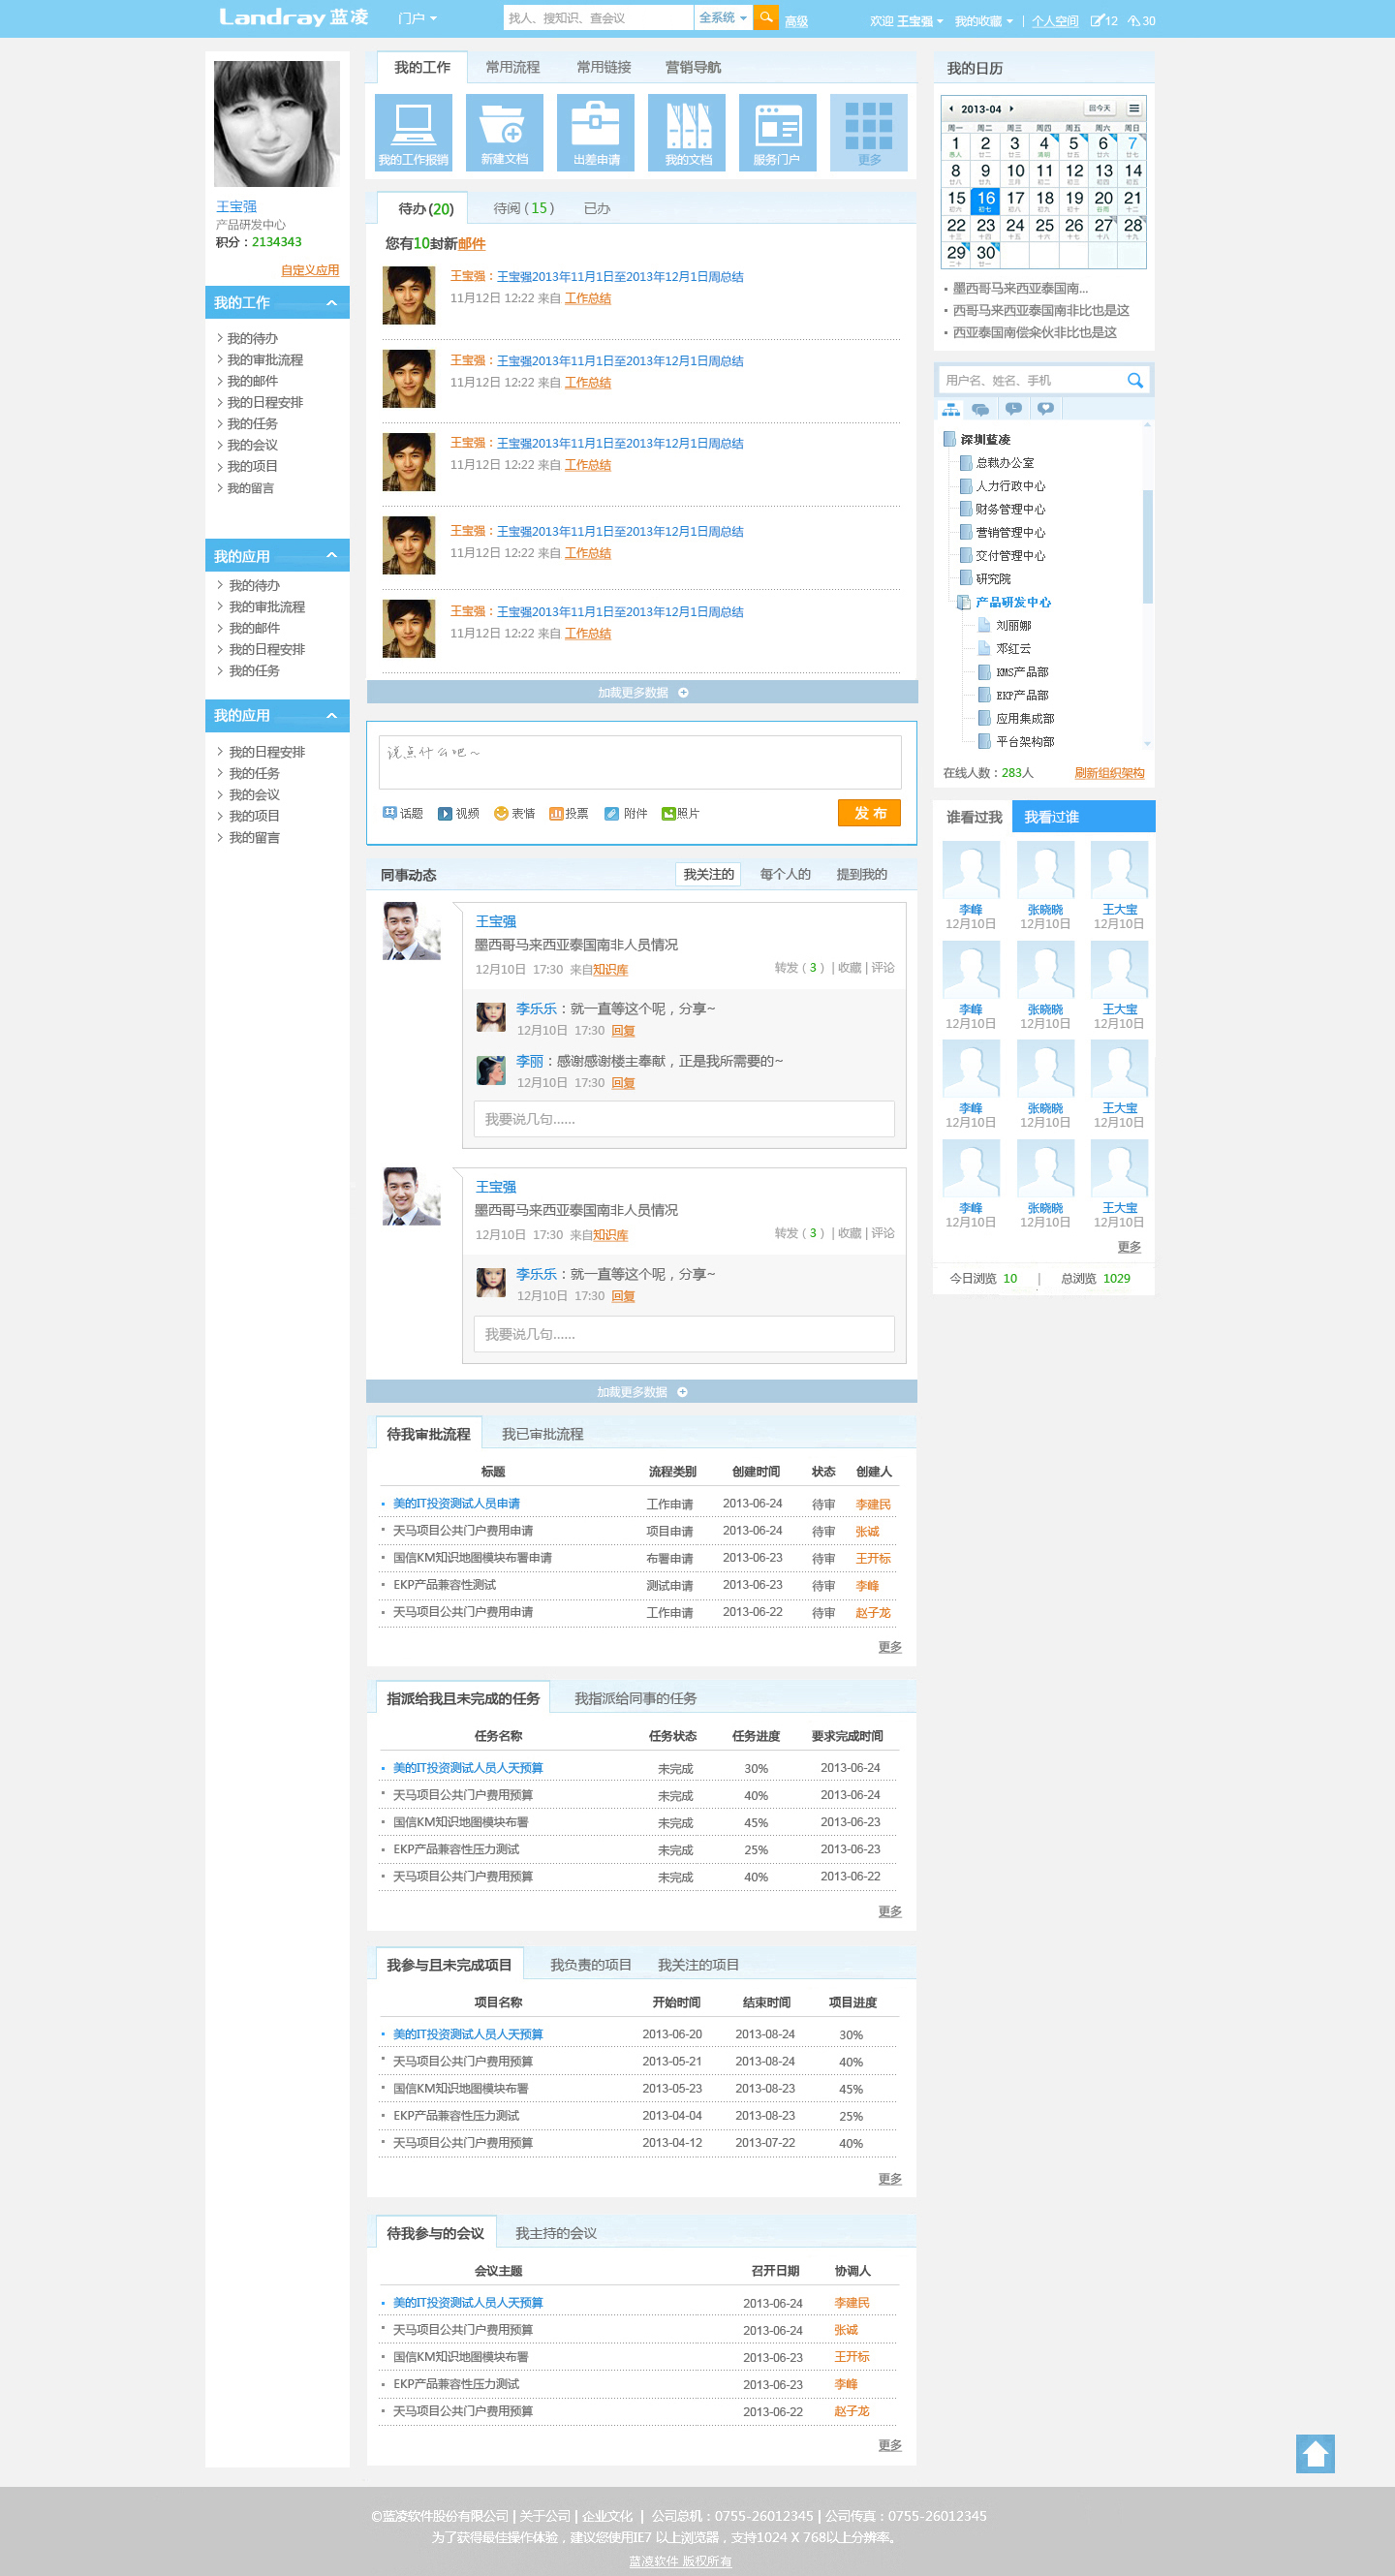 Landray 蓝凌 门户 找人、搜知识、查会议 全系统 高级 欢迎 王宝强 我的收藏 | 个人空间 12 30
王宝强
产品研发中心
积分：2134343
自定义应用
我的工作
我的待办
我的审批流程
我的邮件
我的日程安排
我的任务
我的会议
我的项目
我的留言
我的应用
我的待办
我的审批流程
我的邮件
我的日程安排
我的任务
我的应用
我的日程安排
我的任务
我的会议
我的项目
我的留言
我的工作 常用流程 常用链接 营销导航
我的工作报销 新建文档 出差申请 我的文档 服务门户 更多
待办(20) 待阅(15) 已办
您有10封新邮件
王宝强：王宝强2013年11月1日至2013年12月1日周总结
11月12日 12:22 来自 工作总结
王宝强：王宝强2013年11月1日至2013年12月1日周总结
11月12日 12:22 来自 工作总结
王宝强：王宝强2013年11月1日至2013年12月1日周总结
11月12日 12:22 来自 工作总结
王宝强：王宝强2013年11月1日至2013年12月1日周总结
11月12日 12:22 来自 工作总结
王宝强：王宝强2013年11月1日至2013年12月1日周总结
11月12日 12:22 来自 工作总结
加载更多数据
说点什么吧~
话题 视频 表情 投票 附件 照片 发布
同事动态 我关注的 每个人的 提到我的
王宝强
墨西哥马来西亚泰国南非人员情况
12月10日 17:30 来自知识库 转发（3）| 收藏 | 评论
李乐乐：就一直等这个呢，分享~
12月10日 17:30 回复
李丽：感谢感谢楼主奉献，正是我所需要的~
12月10日 17:30 回复
我要说几句......
王宝强
墨西哥马来西亚泰国南非人员情况
12月10日 17:30 来自知识库 转发（3）| 收藏 | 评论
李乐乐：就一直等这个呢，分享~
12月10日 17:30 回复
我要说几句......
加载更多数据
待我审批流程 我已审批流程
标题 流程类别 创建时间 状态 创建人
美的IT投资测试人员申请 工作申请 2013-06-24 待审 李建民
天马项目公共门户费用申请 项目申请 2013-06-24 待审 张诚
国信KM知识地图模块布署申请 布署申请 2013-06-23 待审 王开标
EKP产品兼容性测试 测试申请 2013-06-23 待审 李峰
天马项目公共门户费用申请 工作申请 2013-06-22 待审 赵子龙
更多
指派给我且未完成的任务 我指派给同事的任务
任务名称 任务状态 任务进度 要求完成时间
美的IT投资测试人员人天预算 未完成 30% 2013-06-24
天马项目公共门户费用预算 未完成 40% 2013-06-24
国信KM知识地图模块布署 未完成 45% 2013-06-23
EKP产品兼容性压力测试 未完成 25% 2013-06-23
天马项目公共门户费用预算 未完成 40% 2013-06-22
更多
我参与且未完成项目 我负责的项目 我关注的项目
项目名称 开始时间 结束时间 项目进度
美的IT投资测试人员人天预算 2013-06-20 2013-08-24 30%
天马项目公共门户费用预算 2013-05-21 2013-08-24 40%
国信KM知识地图模块布署 2013-05-23 2013-08-23 45%
EKP产品兼容性压力测试 2013-04-04 2013-08-23 25%
天马项目公共门户费用预算 2013-04-12 2013-07-22 40%
更多
待我参与的会议 我主持的会议
会议主题 召开日期 协调人
美的IT投资测试人员人天预算 2013-06-24 李建民
天马项目公共门户费用预算 2013-06-24 张诚
国信KM知识地图模块布署 2013-06-23 王开标
EKP产品兼容性压力测试 2013-06-23 李峰
天马项目公共门户费用预算 2013-06-22 赵子龙
更多
我的日历
2013-04 回今天
周一 周二 周三 周四 周五 周六 周日
1 2 3 4 5 6 7
愚人 廿二 廿三 清明 廿五 廿六 廿七
8 9 10 11 12 13 14
廿八 廿九 三月 初二 初三 初四 初五
15 16 17 18 19 20 21
初六 初七 初八 初九 初十 谷雨 十二
22 23 24 25 26 27 28
十三 十四 十五 十六 十七 十八 十九
29 30
二十 廿一
墨西哥马来西亚泰国南...
西哥马来西亚泰国南非比也是这
西亚泰国南偿籴伙非比也是这
用户名、姓名、手机
深圳蓝凌
总裁办公室
人力行政中心
财务管理中心
营销管理中心
交付管理中心
研究院
产品研发中心
刘丽娜
邓红云
KMS产品部
EKP产品部
应用集成部
平台架构部
在线人数：283人 刷新组织架构
谁看过我 我看过谁
李峰 张晓晓 王大宝
12月10日 12月10日 12月10日
李峰 张晓晓 王大宝
12月10日 12月10日 12月10日
李峰 张晓晓 王大宝
12月10日 12月10日 12月10日
李峰 张晓晓 王大宝
12月10日 12月10日 12月10日
更多
今日浏览 10 | 总浏览 1029
©蓝凌软件股份有限公司 | 关于公司 | 企业文化 | 公司总机：0755-26012345 | 公司传真：0755-26012345
为了获得最佳操作体验，建议您使用IE7 以上浏览器，支持1024 X 768以上分辨率。
蓝凌软件 版权所有